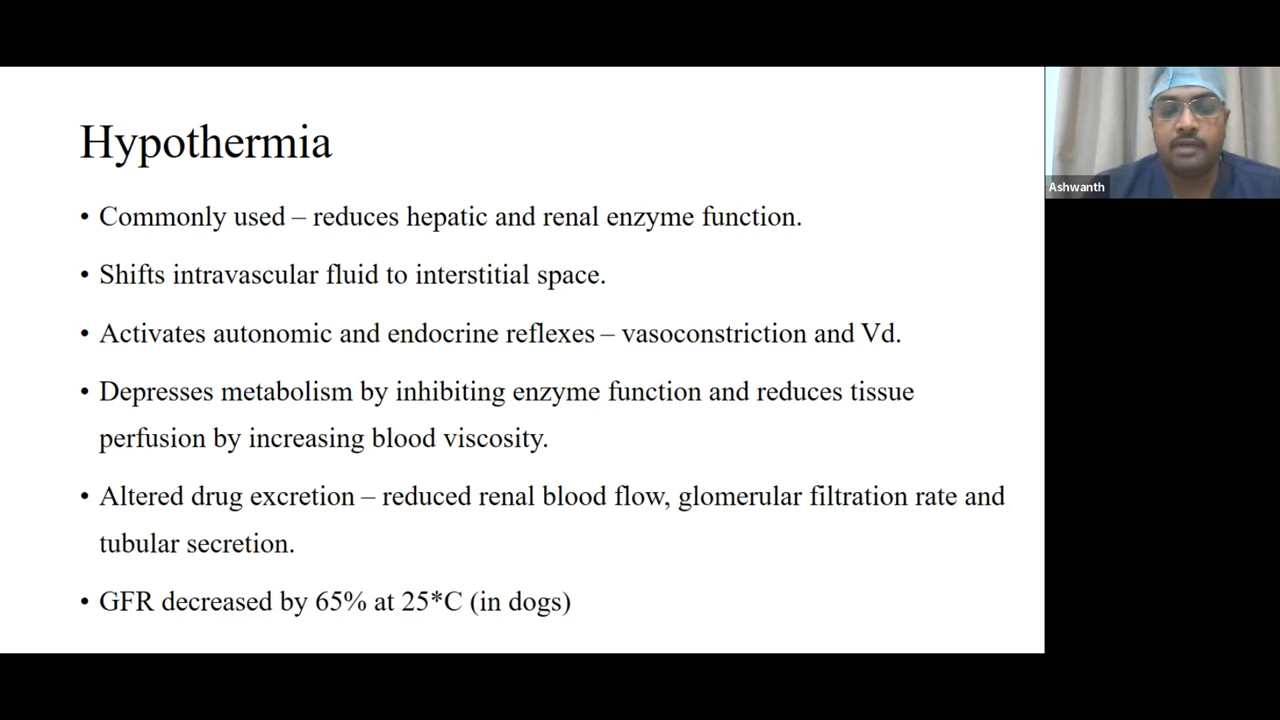 Hypothermia
• Commonly used – reduces hepatic and renal enzyme function.
• Shifts intravascular fluid to interstitial space.
• Activates autonomic and endocrine reflexes – vasoconstriction and Vd.
• Depresses metabolism by inhibiting enzyme function and reduces tissue
perfusion by increasing blood viscosity.
• Altered drug excretion – reduced renal blood flow, glomerular filtration rate and
tubular secretion.
• GFR decreased by 65% at 25*C (in dogs)
Ashwanth